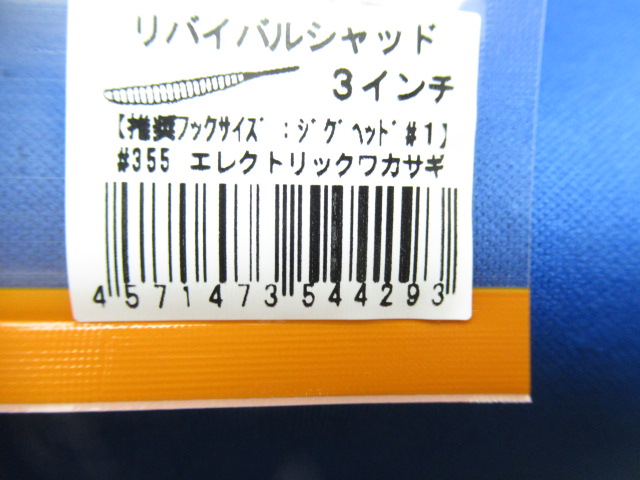 リバイバルシャッド
3インチ
【推奨フックサイズ:ジグヘッド#1】
#355 エレクトリックワカサギ
4571473544293